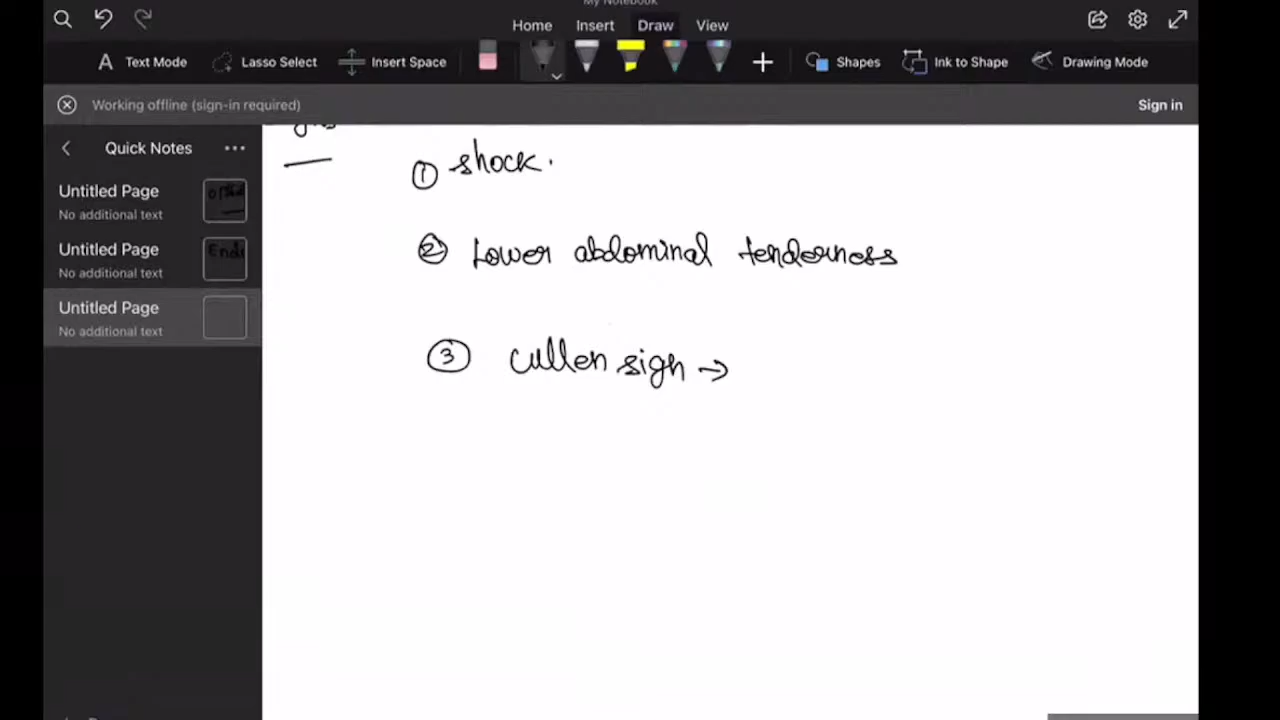 My Notebook
Home Insert Draw View
Text Mode Lasso Select Insert Space Shapes Ink to Shape Drawing Mode
Working offline (sign-in required) Sign in
Quick Notes
Untitled Page
No additional text
Untitled Page
No additional text
Untitled Page
No additional text
① shock.
② Lower abdominal tenderness
③ cullen sign →